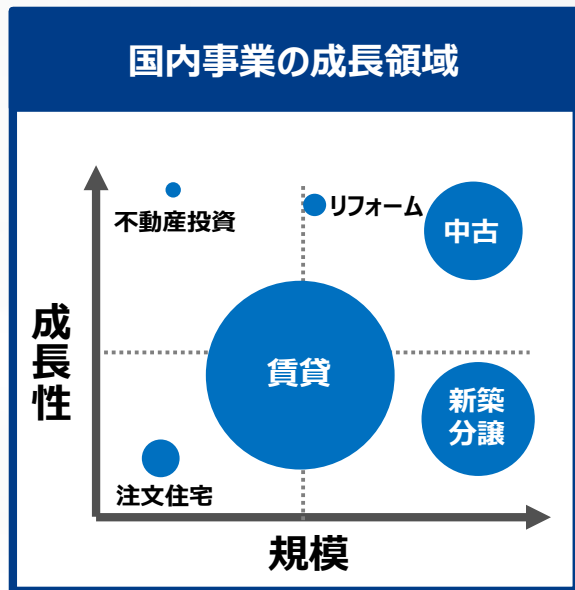 国内事業の成長領域
不動産投資
リフォーム
中古
成長性
賃貸
新築
分譲
注文住宅
規模